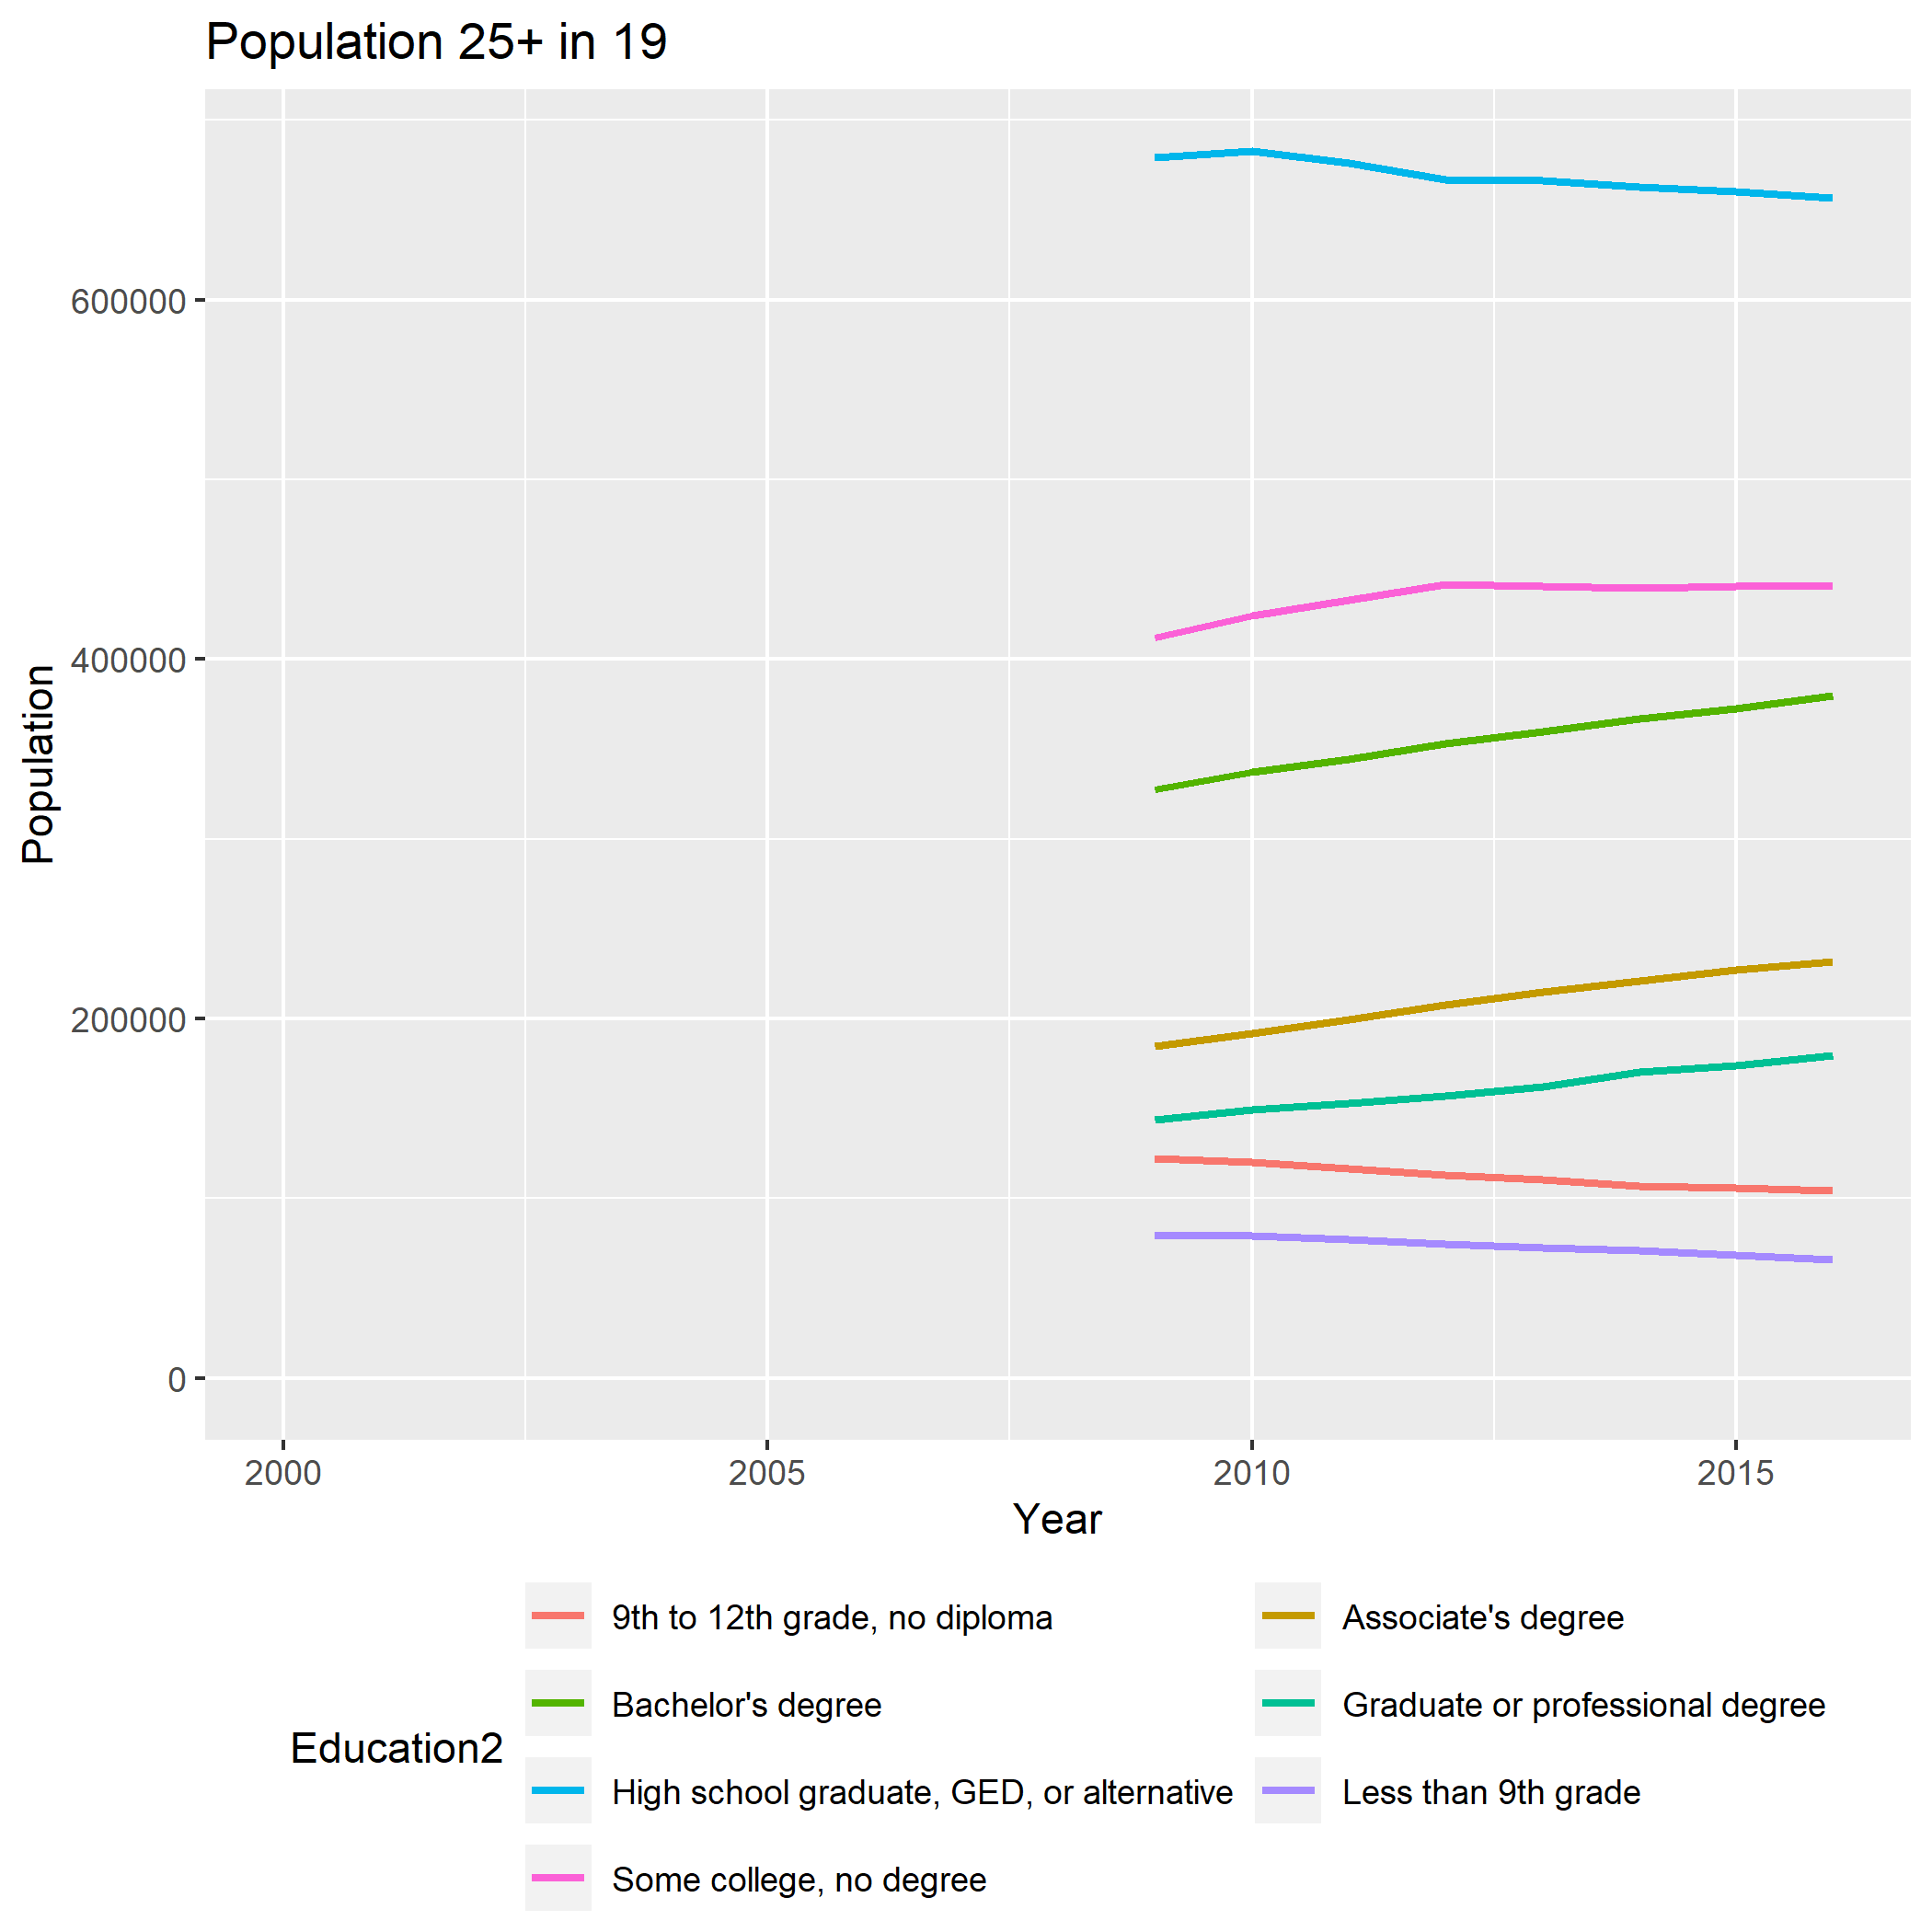 Population 25+ in 19
Population
600000
400000
200000
0
2000 2005 2010 2015
Year
Education2
9th to 12th grade, no diploma
Bachelor's degree
High school graduate, GED, or alternative
Some college, no degree
Associate's degree
Graduate or professional degree
Less than 9th grade